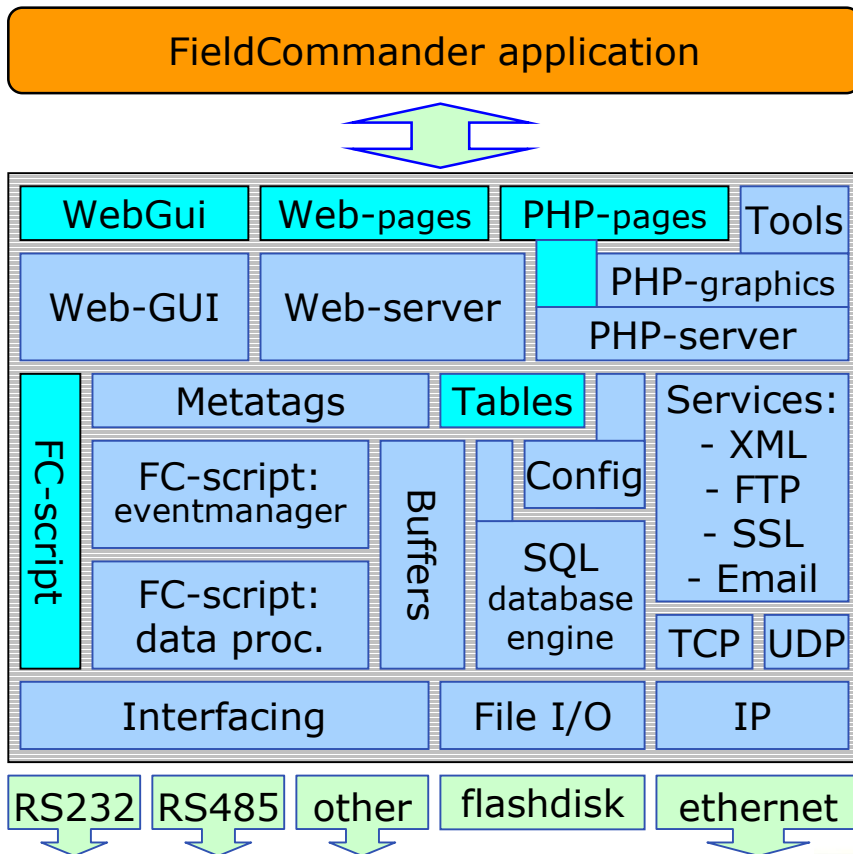 FieldCommander application
WebGui
Web-pages
PHP-pages
Tools
Web-GUI
Web-server
PHP-graphics
PHP-server
FC-script
Metatags
Tables
Services:
- XML
- FTP
- SSL
- Email
FC-script:
eventmanager
Buffers
Config
FC-script:
data proc.
SQL
database
engine
TCP
UDP
Interfacing
File I/O
IP
RS232
RS485
other
flashdisk
ethernet